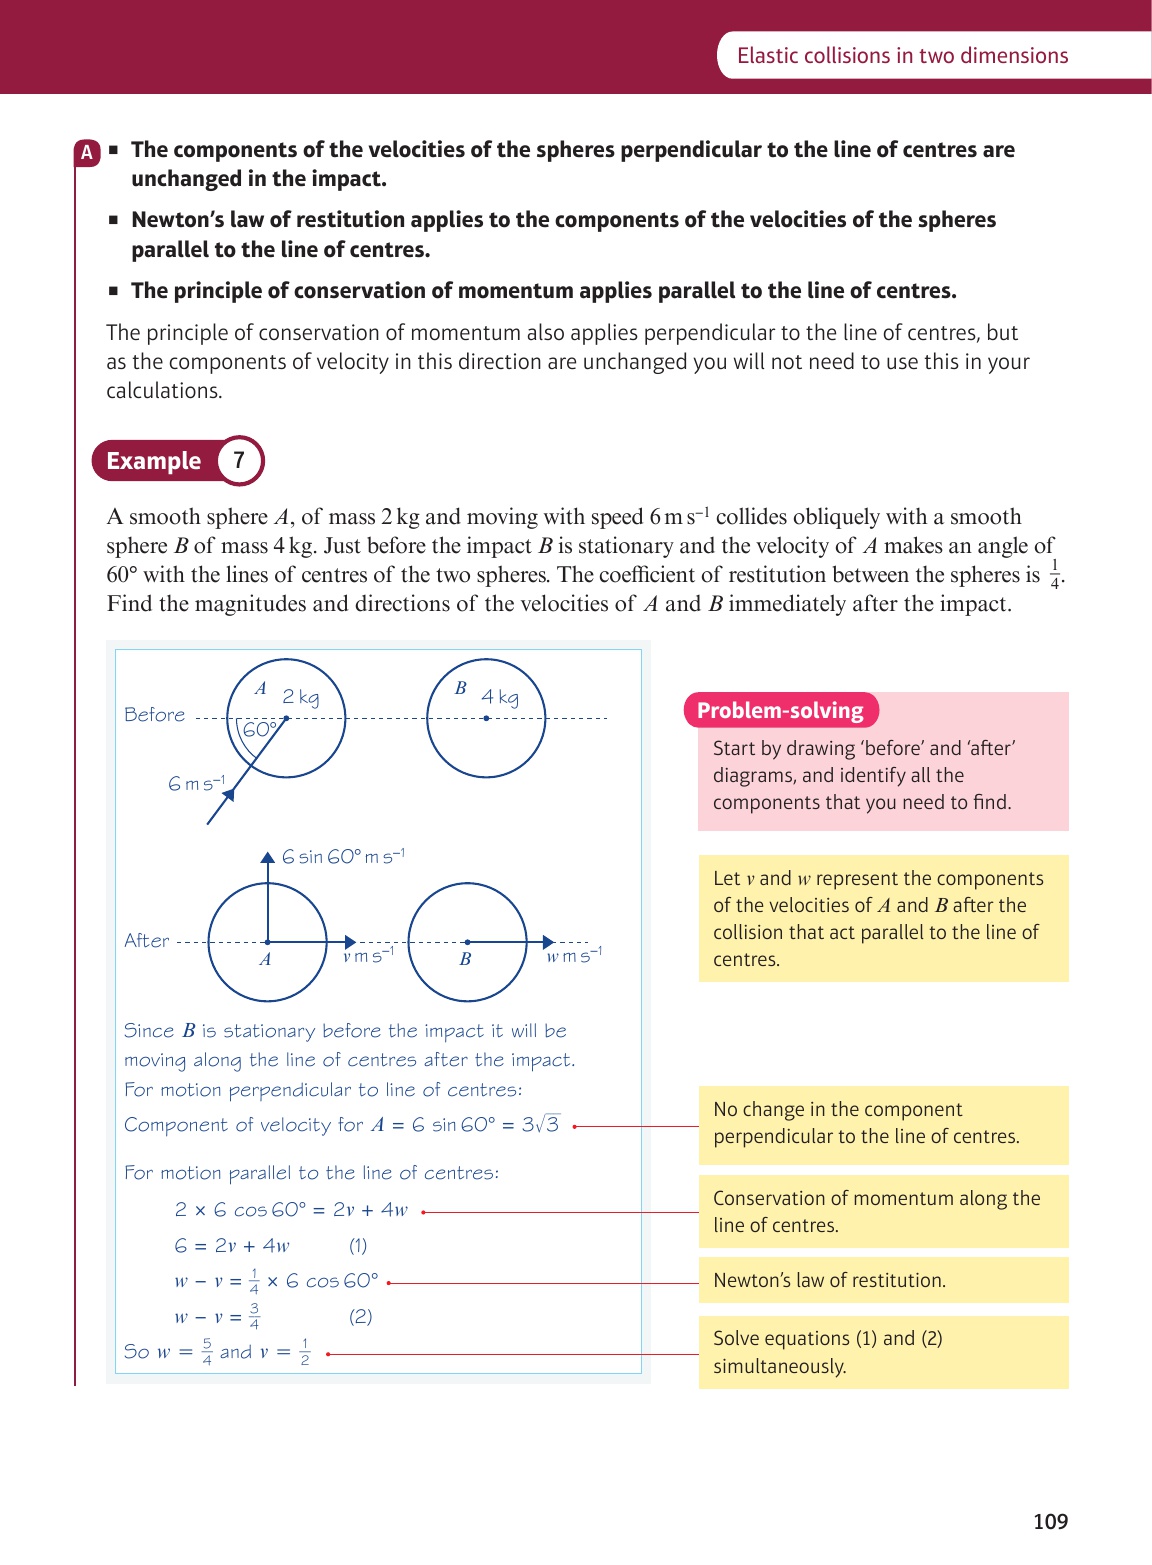 Elastic collisions in two dimensions
A
■ The components of the velocities of the spheres perpendicular to the line of centres are
unchanged in the impact.
■ Newton’s law of restitution applies to the components of the velocities of the spheres
parallel to the line of centres.
■ The principle of conservation of momentum applies parallel to the line of centres.
The principle of conservation of momentum also applies perpendicular to the line of centres, but
as the components of velocity in this direction are unchanged you will not need to use this in your
calculations.
Example 7
A smooth sphere A, of mass 2 kg and moving with speed 6 m s⁻¹ collides obliquely with a smooth
sphere B of mass 4 kg. Just before the impact B is stationary and the velocity of A makes an angle of
60° with the lines of centres of the two spheres. The coefficient of restitution between the spheres is 1/4.
Find the magnitudes and directions of the velocities of A and B immediately after the impact.
A 2 kg
B 4 kg
Before
60°
6 m s⁻¹
6 sin 60° m s⁻¹
After
A
v m s⁻¹
B
w m s⁻¹
Since B is stationary before the impact it will be
moving along the line of centres after the impact.
For motion perpendicular to line of centres:
Component of velocity for A = 6 sin 60° = 3√3
For motion parallel to the line of centres:
2 × 6 cos 60° = 2v + 4w
6 = 2v + 4w (1)
w − v = 1/4 × 6 cos 60°
w − v = 3/4 (2)
So w = 5/4 and v = 1/2
Problem-solving
Start by drawing ‘before’ and ‘after’
diagrams, and identify all the
components that you need to find.
Let v and w represent the components
of the velocities of A and B after the
collision that act parallel to the line of
centres.
No change in the component
perpendicular to the line of centres.
Conservation of momentum along the
line of centres.
Newton’s law of restitution.
Solve equations (1) and (2)
simultaneously.
109